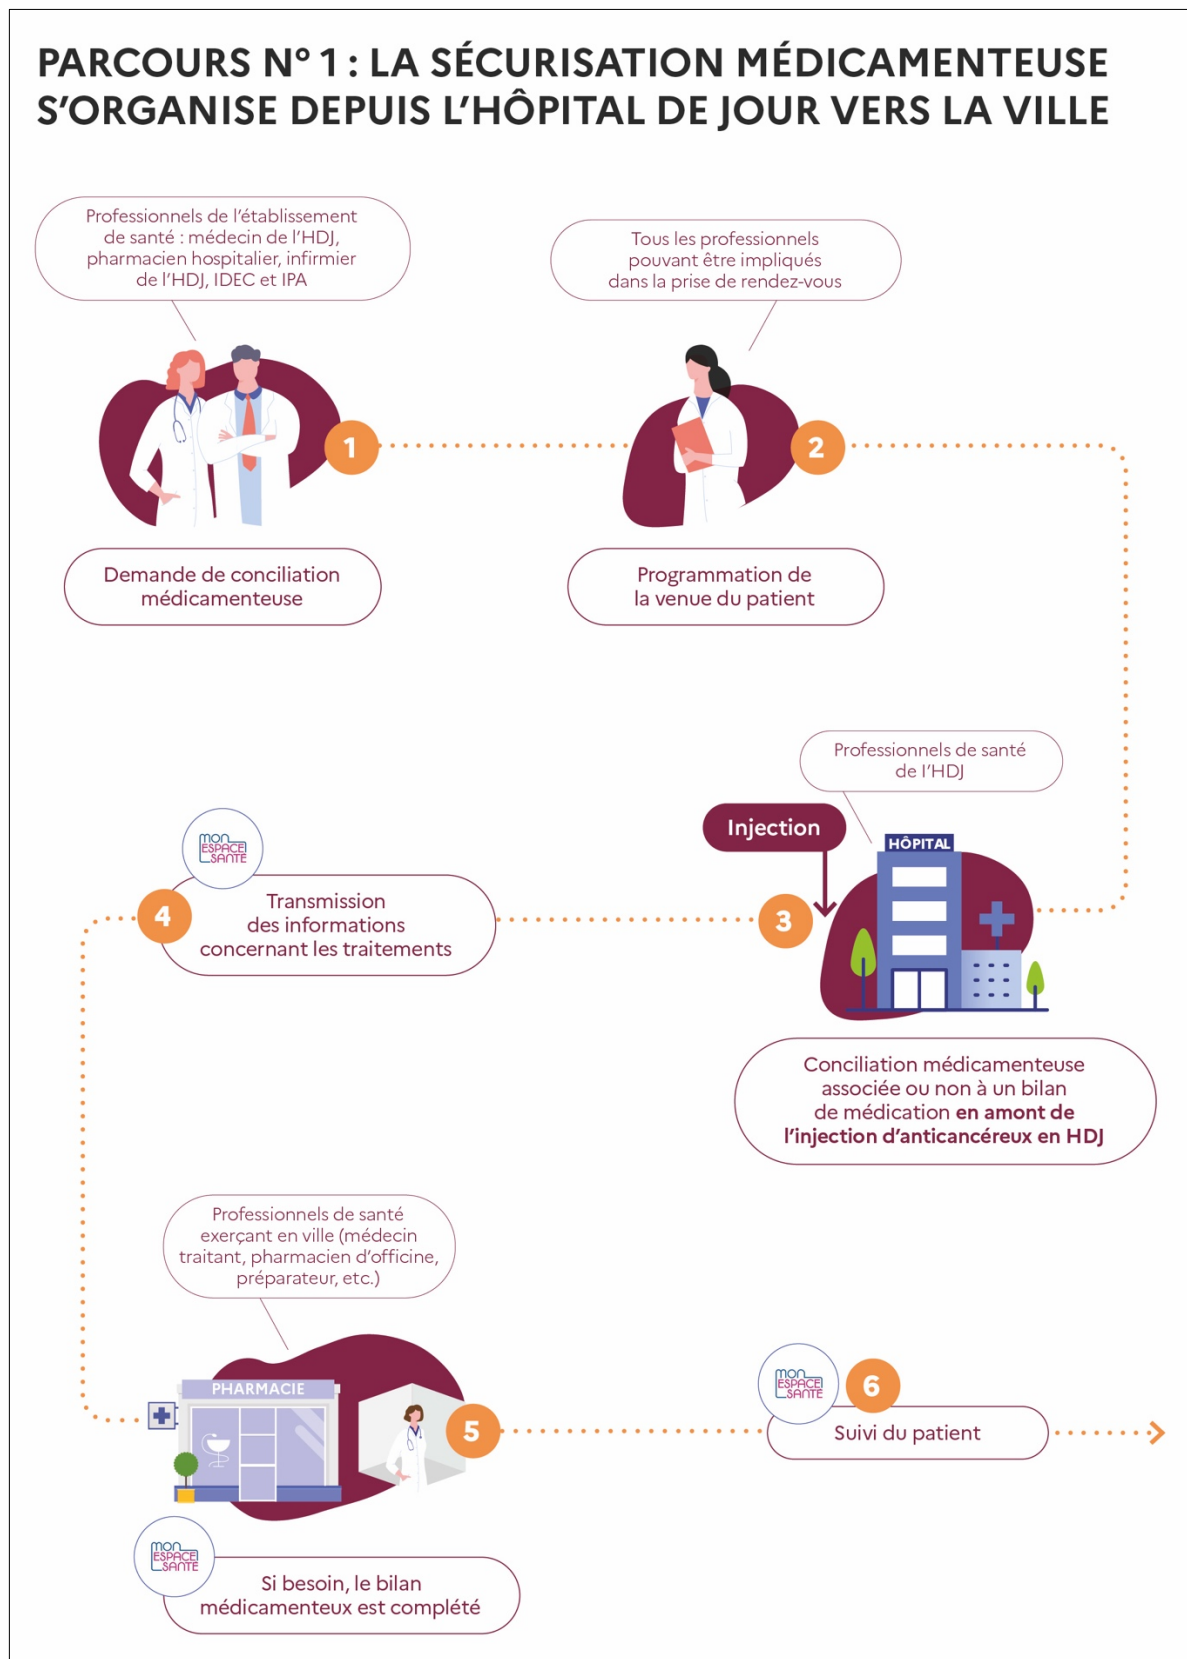 PARCOURS N° 1 : LA SÉCURISATION MÉDICAMENTEUSE
S’ORGANISE DEPUIS L’HÔPITAL DE JOUR VERS LA VILLE
Professionnels de l’établissement
de santé : médecin de l’HDJ,
pharmacien hospitalier, infirmier
de l’HDJ, IDEC et IPA
Tous les professionnels
pouvant être impliqués
dans la prise de rendez-vous
1
2
Demande de conciliation
médicamenteuse
Programmation de
la venue du patient
Professionnels de santé
de l’HDJ
Injection
HÔPITAL
3
Conciliation médicamenteuse
associée ou non à un bilan
de médication en amont de
l’injection d’anticancéreux en HDJ
mon
ESPACE
SANTÉ
4
Transmission
des informations
concernant les traitements
Professionnels de santé
exerçant en ville (médecin
traitant, pharmacien d’officine,
préparateur, etc.)
PHARMACIE
5
mon
ESPACE
SANTÉ
Si besoin, le bilan
médicamenteux est complété
mon
ESPACE
SANTÉ
6
Suivi du patient